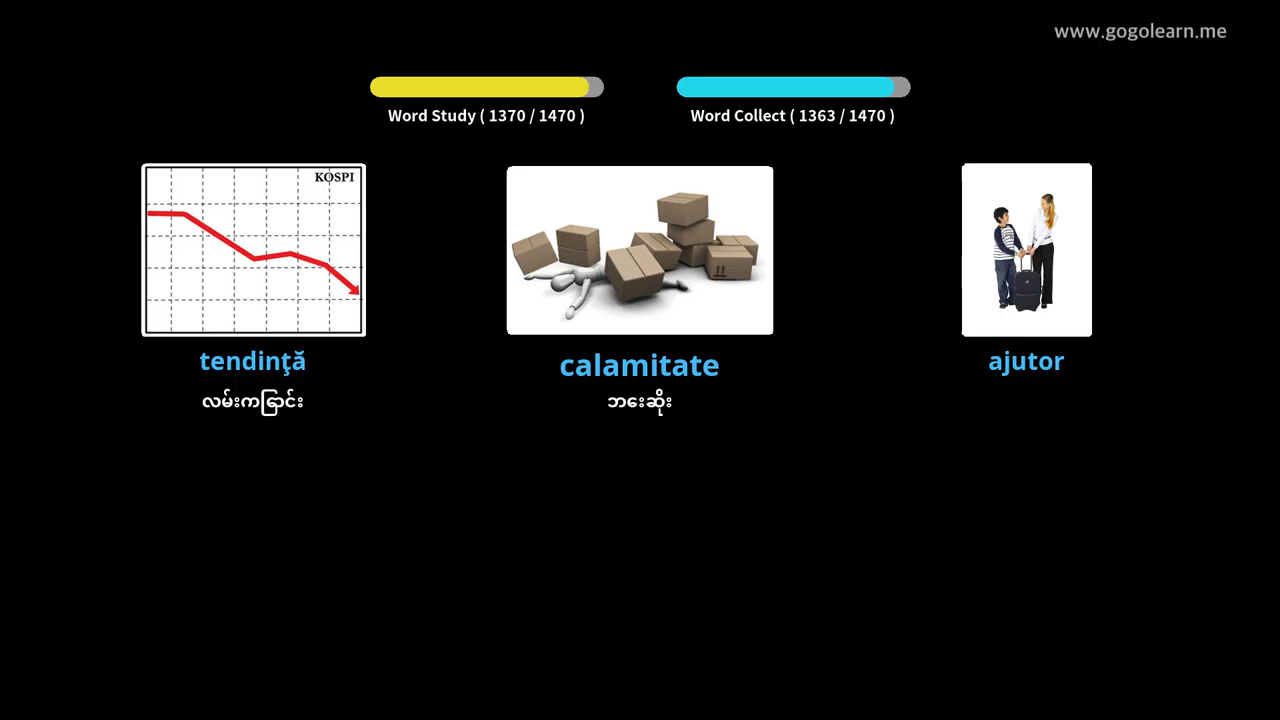 www.gogolearn.me
Word Study ( 1370 / 1470 )
Word Collect ( 1363 / 1470 )
KOSPI
tendinţă
လမ်းကြောင်း
calamitate
ဘေးဆိုး
ajutor